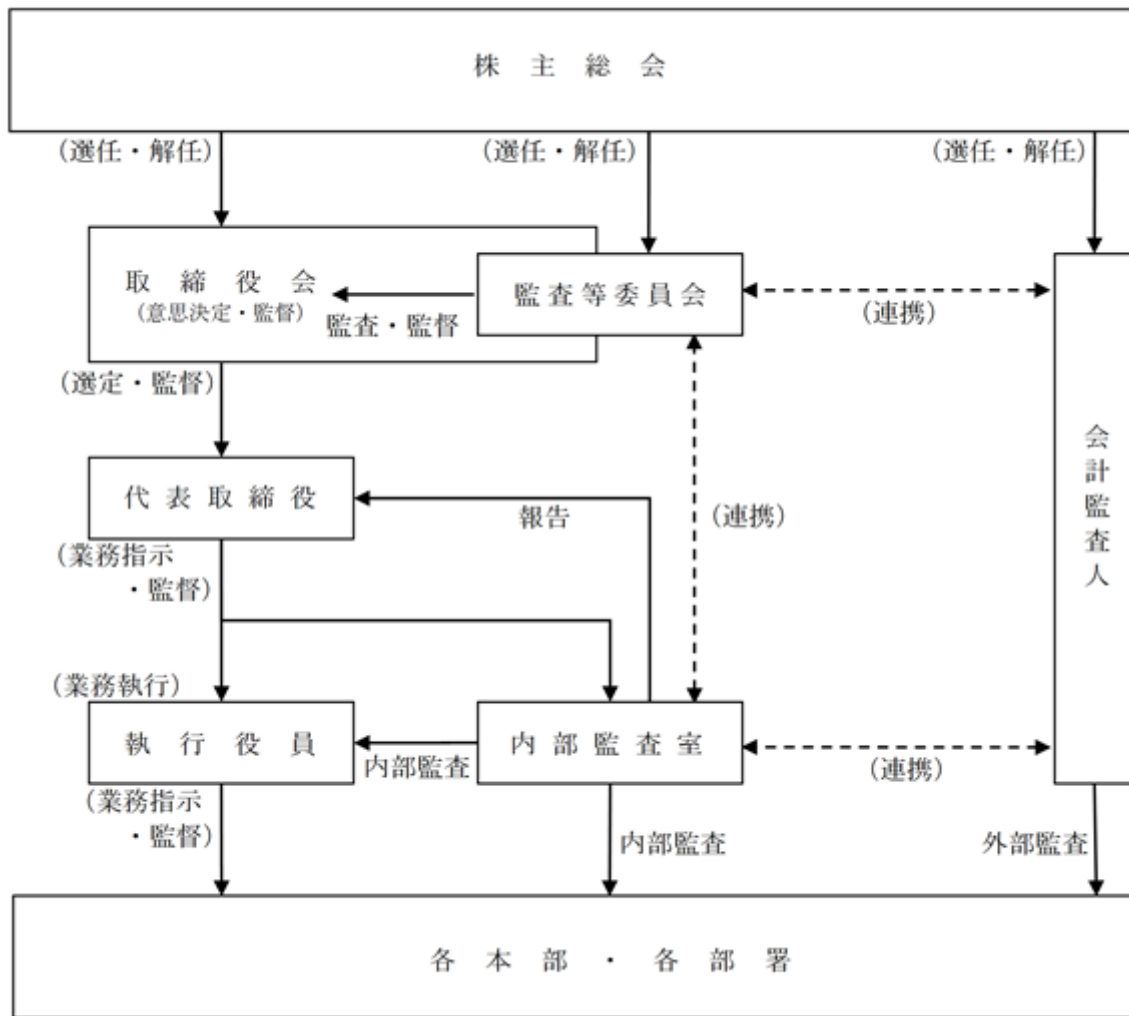 株主総会
(選任・解任)
(選任・解任)
(選任・解任)
取締役会
(意思決定・監督)
監査・監督
監査等委員会
(連携)
(選定・監督)
代表取締役
報告
(連携)
会計監査人
(業務指示
・監督)
(業務執行)
執行役員
内部監査
内部監査室
(連携)
(業務指示
・監督)
内部監査
外部監査
各本部・各部署